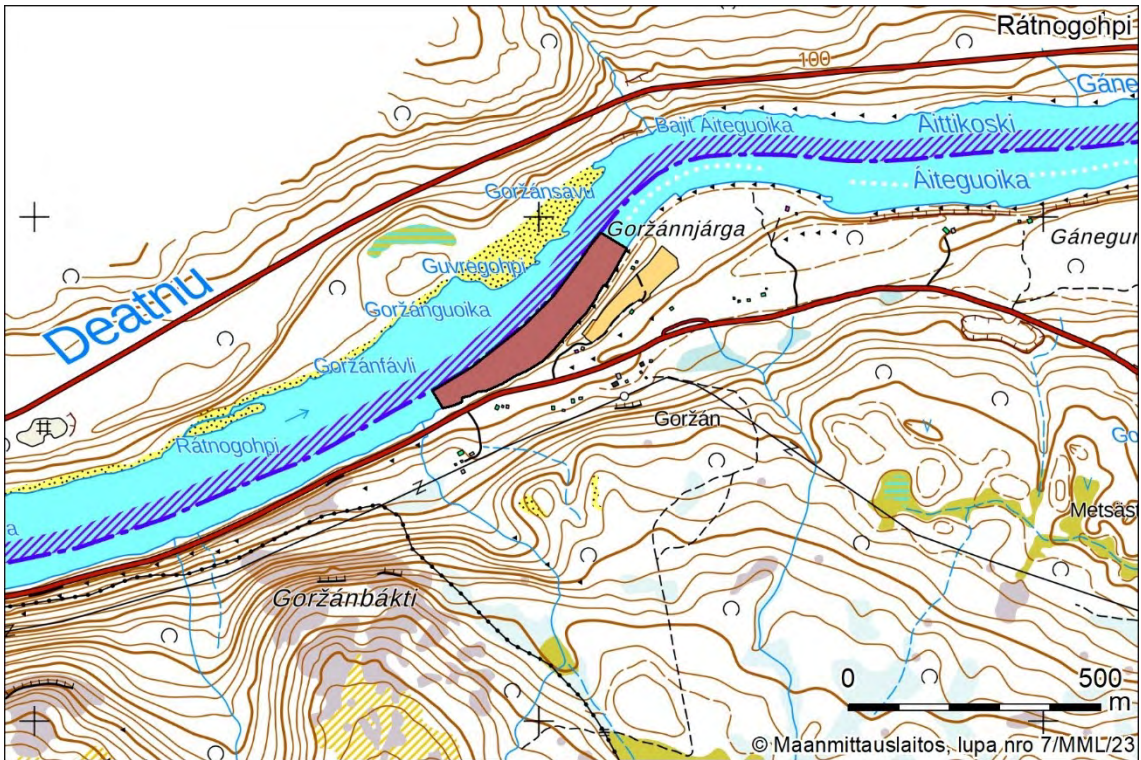 Rátnogohpi
100
Gáne
Bajit Áiteguoika
Aittikoski
Áiteguoika
Goržánsavu
Goržánnjárga
Gánegur
Guvregohpi
Deatnu
Goržánguoika
Goržánfávli
Rátnogohpi
Goržán
Go
Metsäst
a
Goržánbákti
0 500
m
© Maanmittauslaitos, lupa nro 7/MML/23